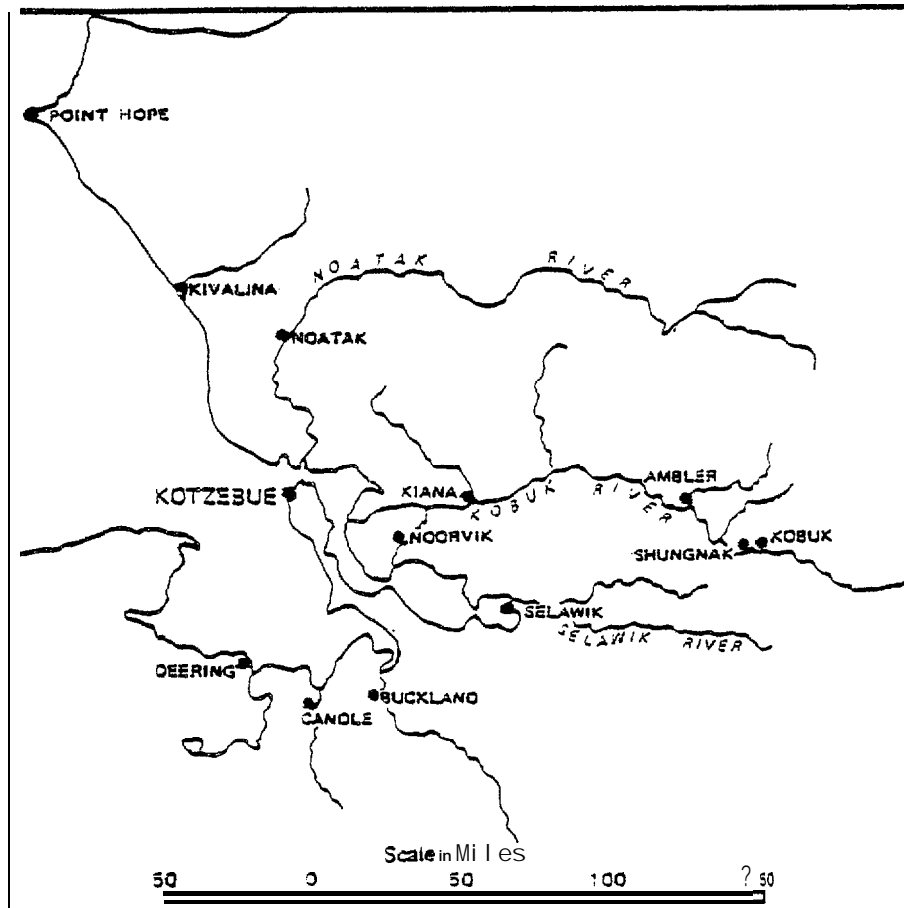 POINT HOPE
KIVALINA
NOATAK RIVER
NOATAK
KOTZEBUE
KIANA
KOBUK RIVER
AMBLER
NOORVIK
SHUNGNAK
KOBUK
SELAWIK
SELAWIK RIVER
DEERING
BUCKLAND
CANDLE
Scale in Miles
50 0 50 100 ?50